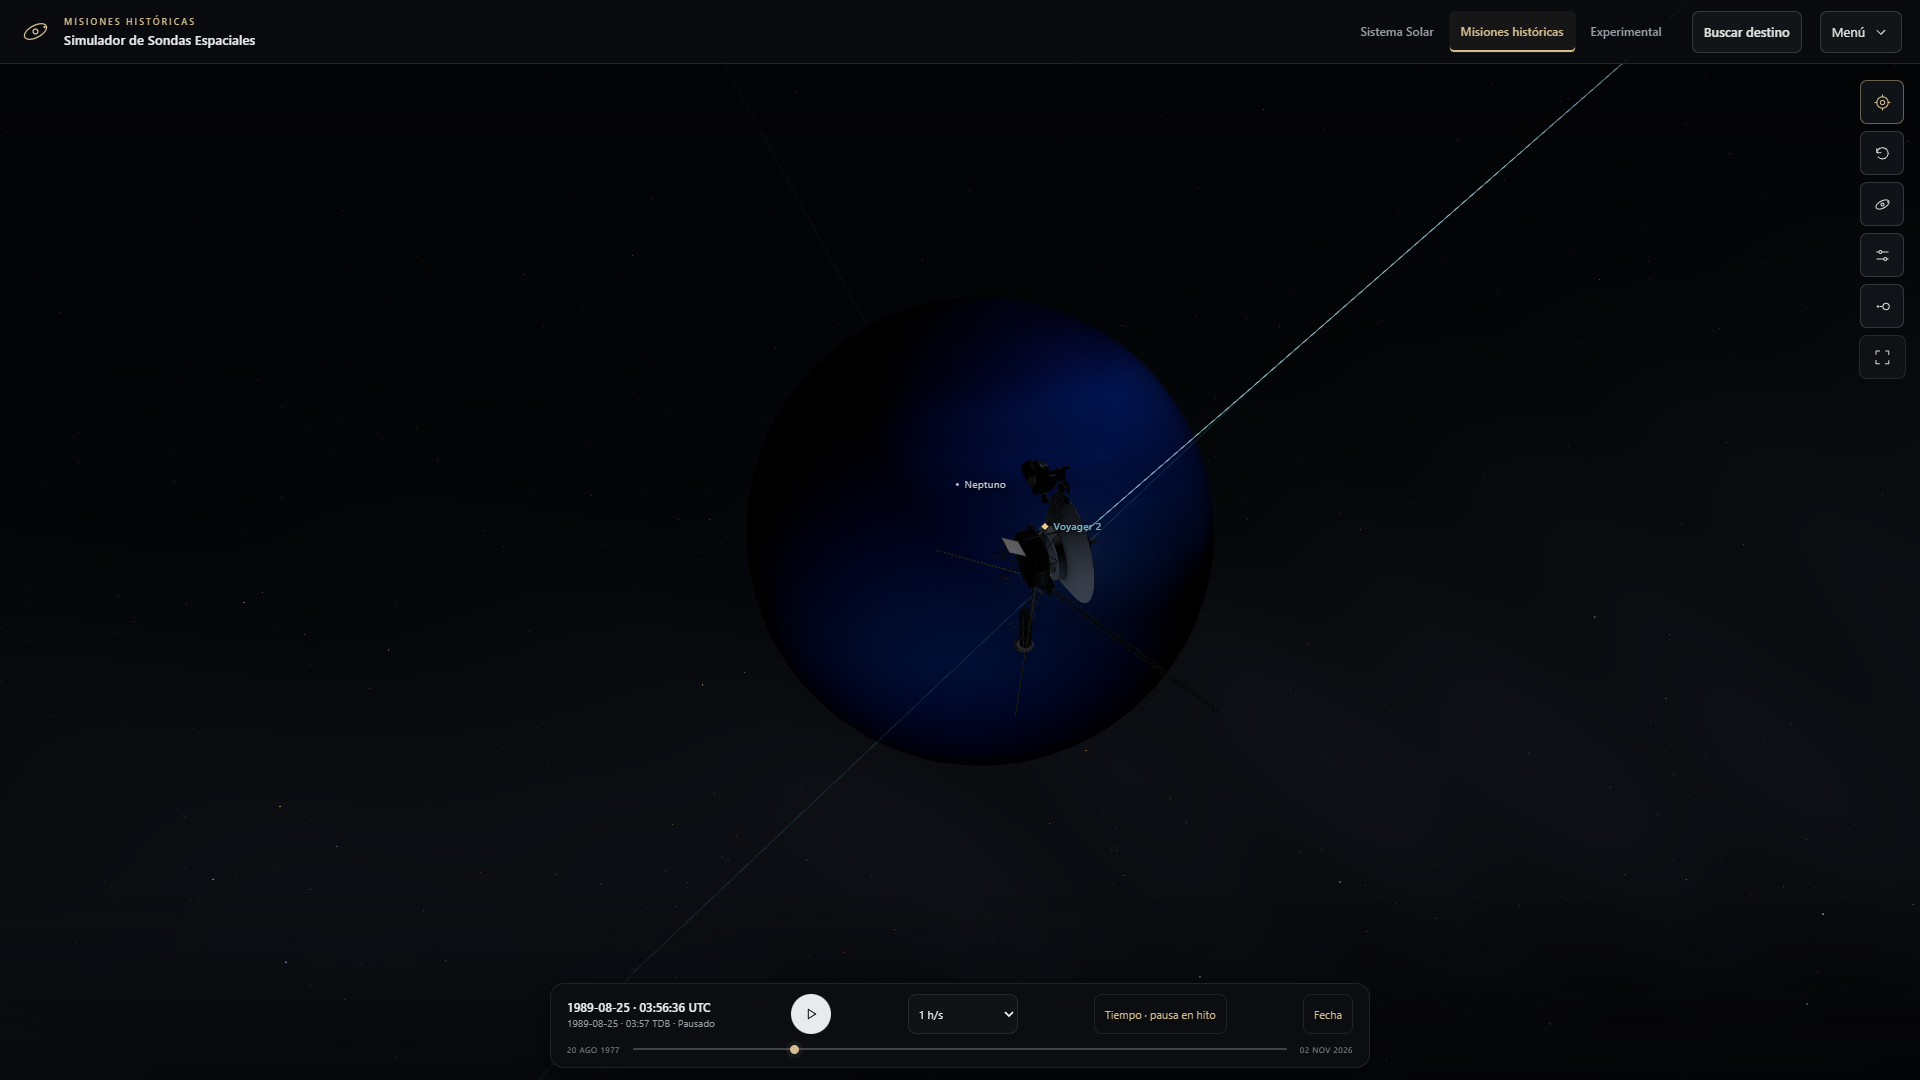 MISIONES HISTÓRICAS
Simulador de Sondas Espaciales
Sistema Solar
Misiones históricas
Experimental
Buscar destino
Menú
Neptuno
Voyager 2
1989-08-25 · 03:56:36 UTC
1989-08-25 · 03:57 TDB · Pausado
1 h/s
Tiempo · pausa en hito
Fecha
20 AGO 1977
02 NOV 2026